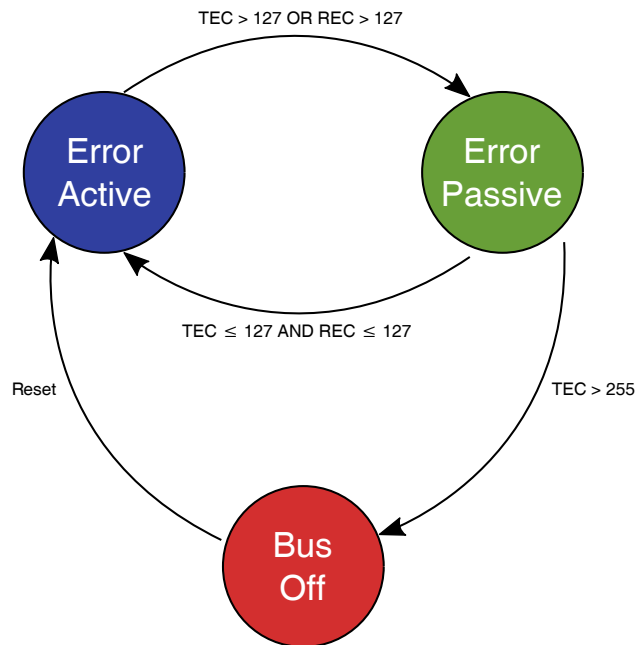 TEC > 127 OR REC > 127
Error
Active
Error
Passive
TEC ≤ 127 AND REC ≤ 127
Reset
TEC > 255
Bus
Off